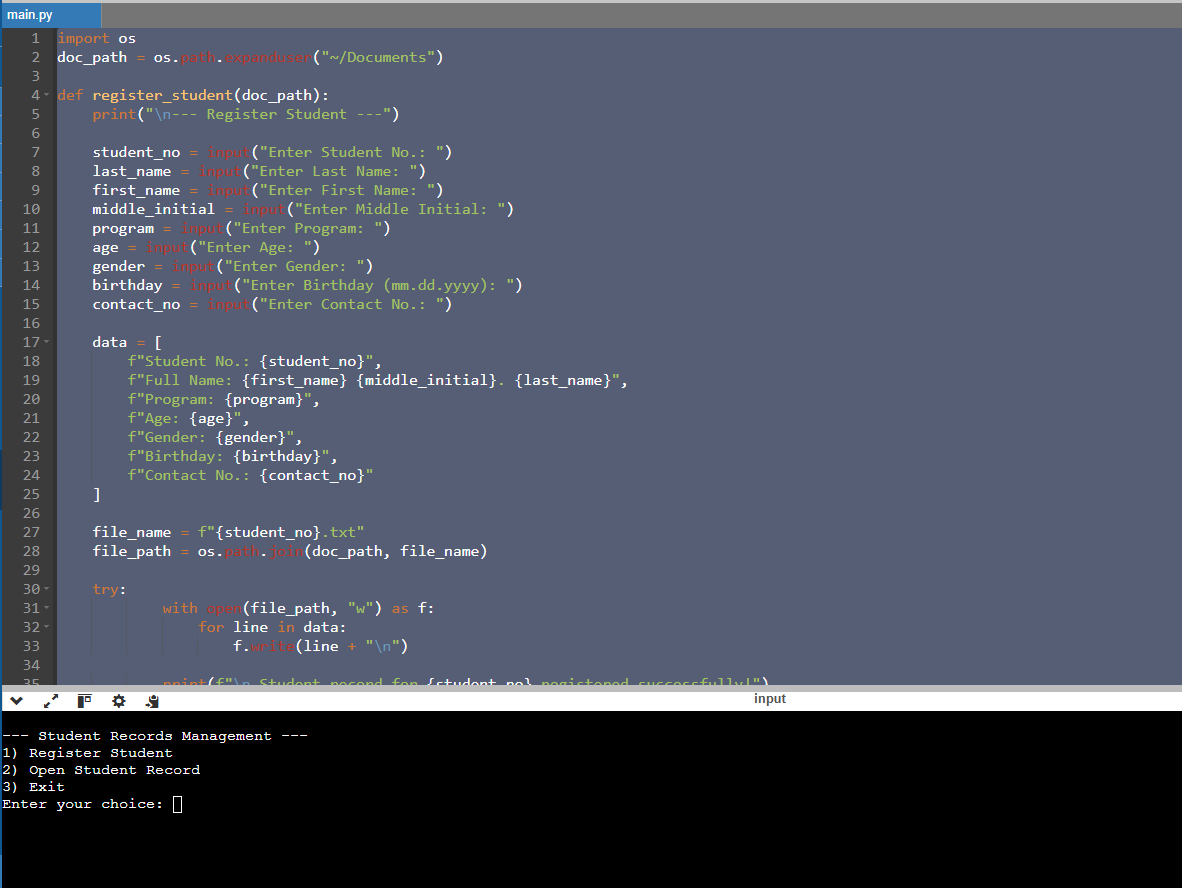 main.py
1 import os
2 doc_path = os.path.expanduser("~/Documents")
3
4 def register_student(doc_path):
5 print("\n--- Register Student ---")
6
7 student_no = input("Enter Student No.: ")
8 last_name = input("Enter Last Name: ")
9 first_name = input("Enter First Name: ")
10 middle_initial = input("Enter Middle Initial: ")
11 program = input("Enter Program: ")
12 age = input("Enter Age: ")
13 gender = input("Enter Gender: ")
14 birthday = input("Enter Birthday (mm.dd.yyyy): ")
15 contact_no = input("Enter Contact No.: ")
16
17 data = [
18 f"Student No.: {student_no}",
19 f"Full Name: {first_name} {middle_initial}. {last_name}",
20 f"Program: {program}",
21 f"Age: {age}",
22 f"Gender: {gender}",
23 f"Birthday: {birthday}",
24 f"Contact No.: {contact_no}"
25 ]
26
27 file_name = f"{student_no}.txt"
28 file_path = os.path.join(doc_path, file_name)
29
30 try:
31 with open(file_path, "w") as f:
32 for line in data:
33 f.write(line + "\n")
34
35 print(f"\n Student record for {student_no} registered successfully!")
input
--- Student Records Management ---
1) Register Student
2) Open Student Record
3) Exit
Enter your choice: